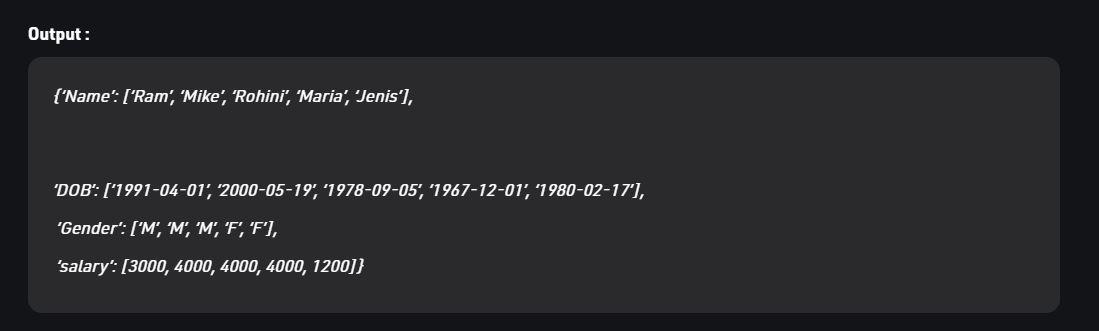 Output :
{‘Name’: [‘Ram’, ‘Mike’, ‘Rohini’, ‘Maria’, ‘Jenis’],
‘DOB’: [‘1991-04-01’, ‘2000-05-19’, ‘1978-09-05’, ‘1967-12-01’, ‘1980-02-17’],
‘Gender’: [‘M’, ‘M’, ‘M’, ‘F’, ‘F’],
‘salary’: [3000, 4000, 4000, 4000, 1200]}